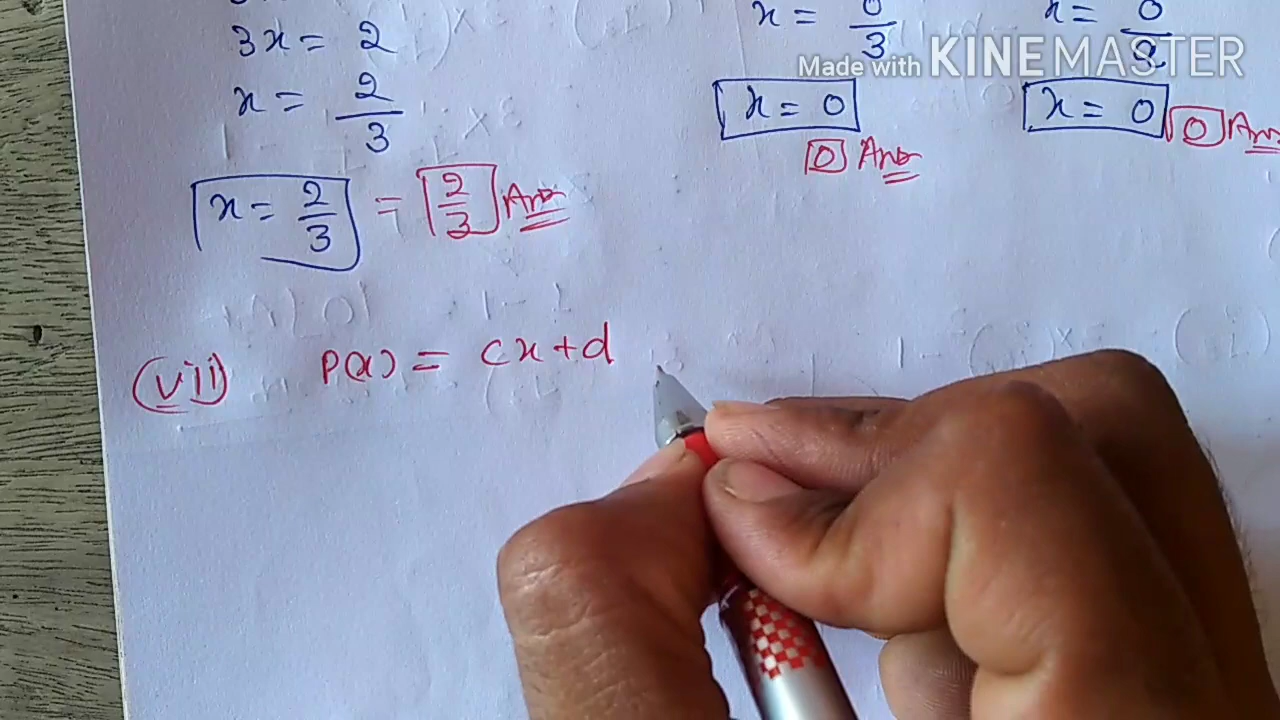 3x = 2
x = 2/3
x = 2/3 = 2/3 Ans
x = 0/3
x = 0
0 Ans
x = 0
x = 0
0 Ans
Made with KINEMASTER
(vii) P(x) = cx+d